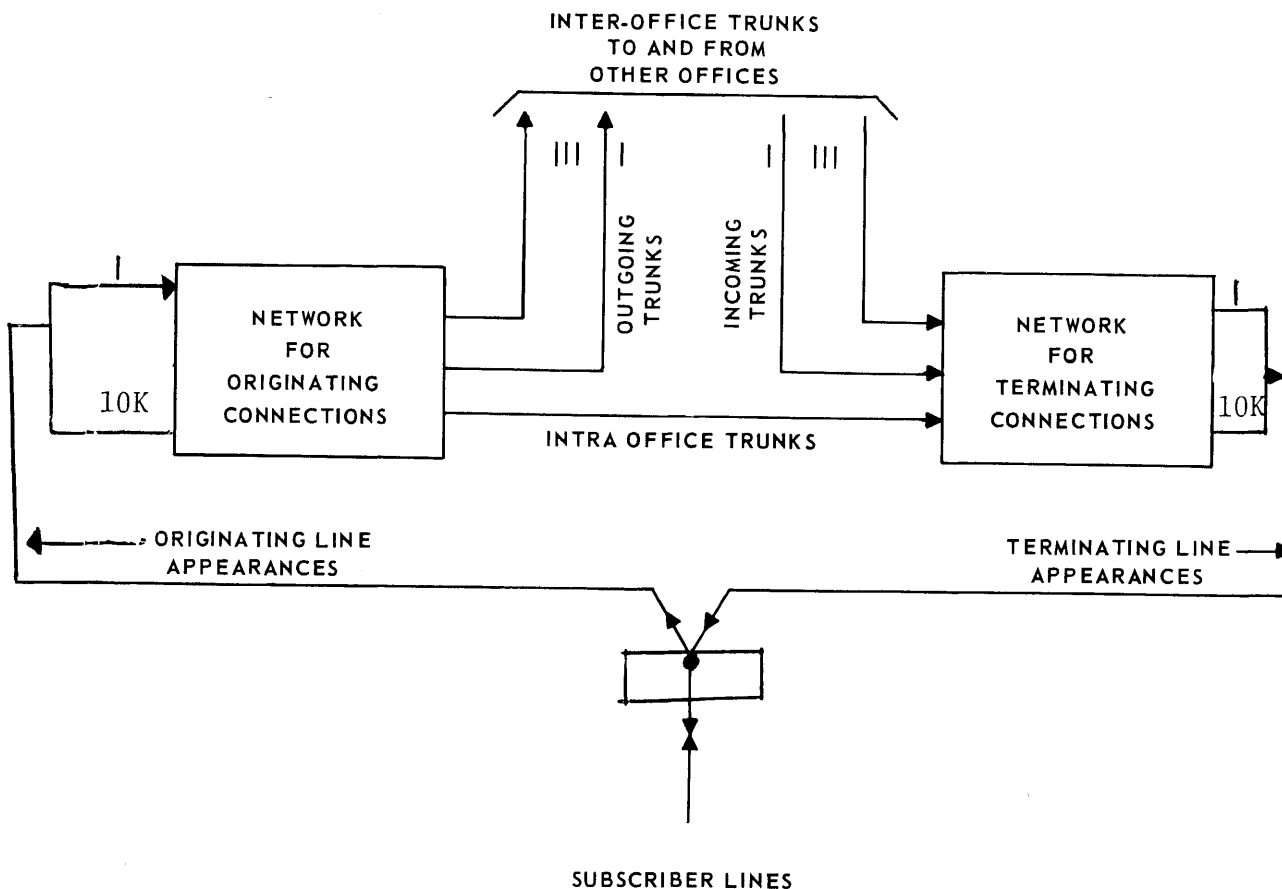 INTER-OFFICE TRUNKS
TO AND FROM
OTHER OFFICES
III
I
I
III
OUTGOING
TRUNKS
INCOMING
TRUNKS
I
NETWORK
FOR
ORIGINATING
CONNECTIONS
10K
I
NETWORK
FOR
TERMINATING
CONNECTIONS
10K
INTRA OFFICE TRUNKS
ORIGINATING LINE
APPEARANCES
TERMINATING LINE
APPEARANCES
SUBSCRIBER LINES